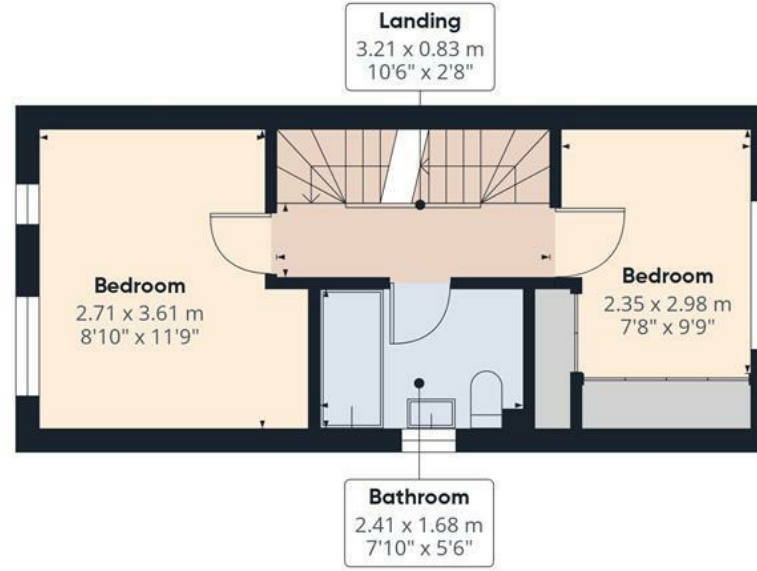 Landing
3.21 x 0.83 m
10'6" x 2'8"
Bedroom
2.71 x 3.61 m
8'10" x 11'9"
Bedroom
2.35 x 2.98 m
7'8" x 9'9"
Bathroom
2.41 x 1.68 m
7'10" x 5'6"